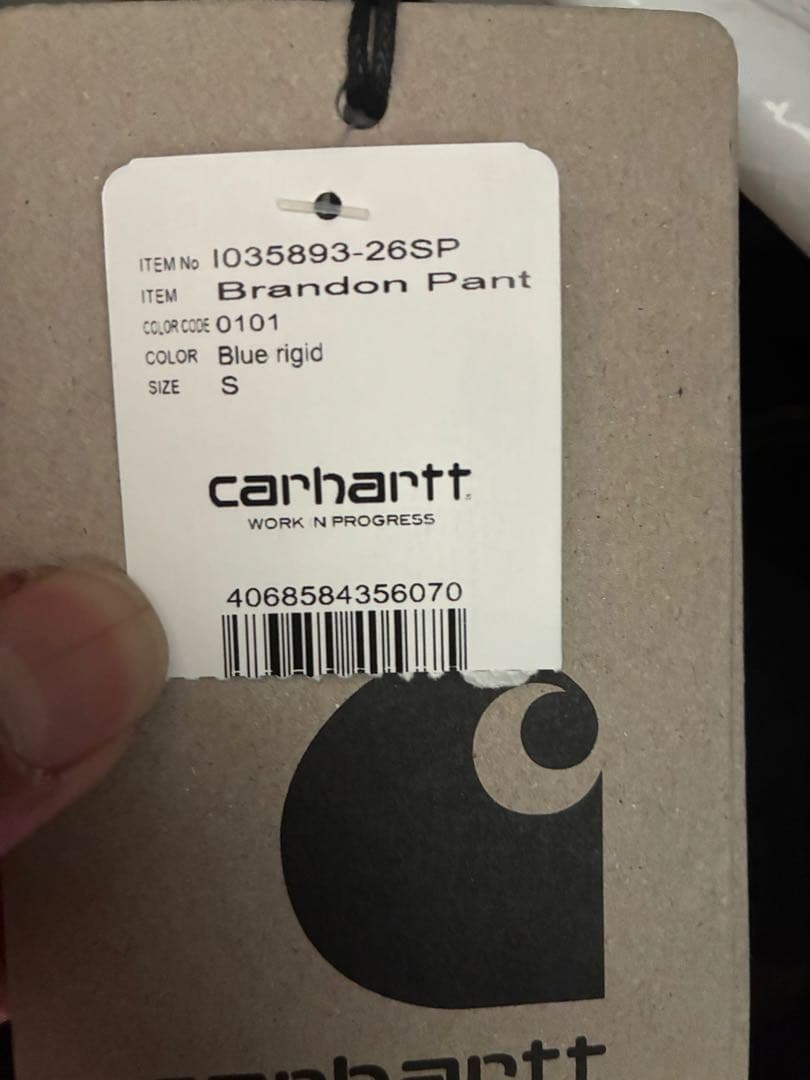 ITEM No I035893-26SP
ITEM Brandon Pant
COLOR CODE 0101
COLOR Blue rigid
SIZE S
carhartt
WORK IN PROGRESS
4068584356070
carhartt